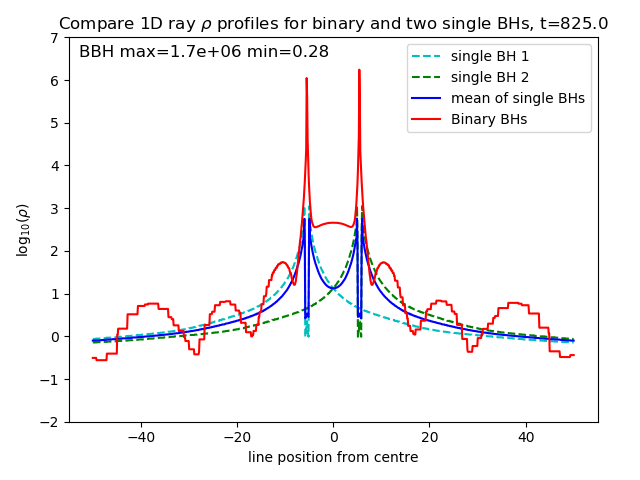 Compare 1D ray ρ profiles for binary and two single BHs, t=825.0
BBH max=1.7e+06 min=0.28
single BH 1
single BH 2
mean of single BHs
Binary BHs
log₁₀(ρ)
7
6
5
4
3
2
1
0
−1
−2
−40 −20 0 20 40
line position from centre